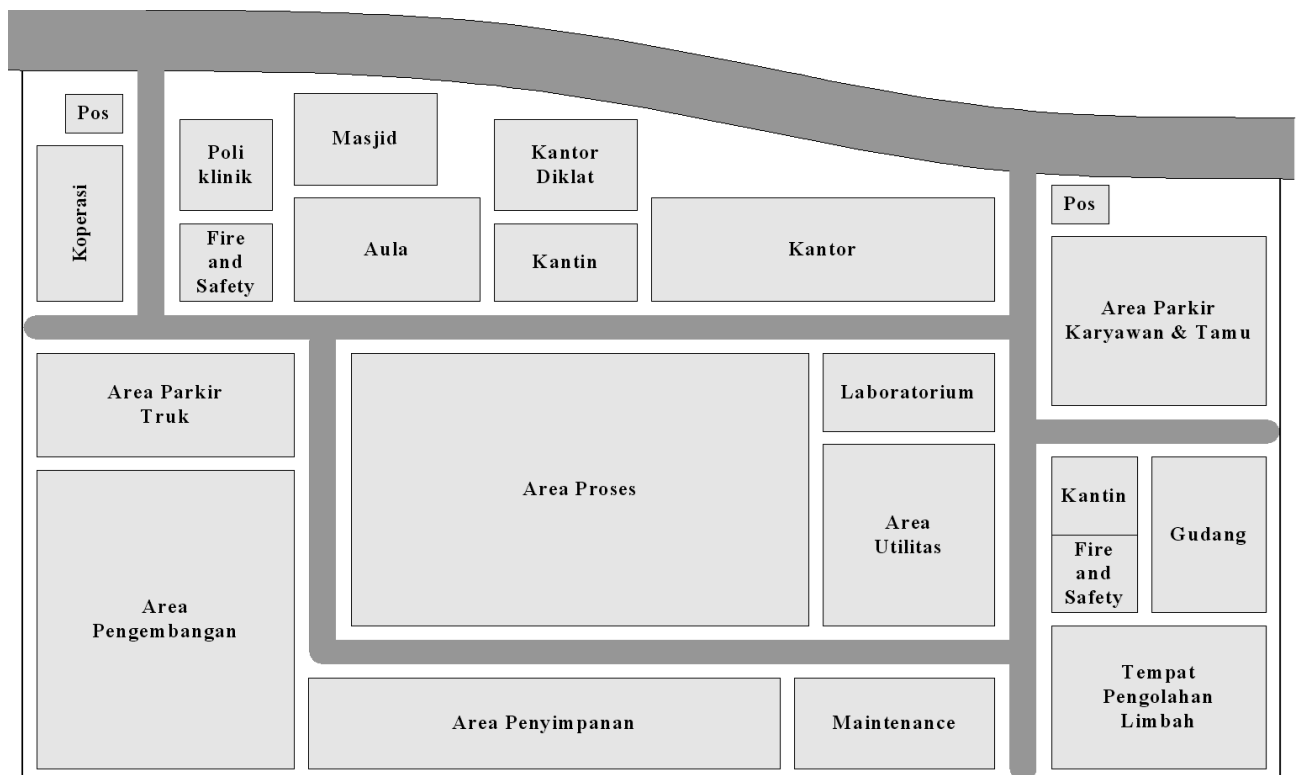 Pos
Koperasi
Poli
klinik
Masjid
Kantor
Diklat
Fire
and
Safety
Aula
Kantin
Kantor
Pos
Area Parkir
Karyawan & Tamu
Area Parkir
Truk
Area Proses
Laboratorium
Area
Utilitas
Kantin
Fire
and
Safety
Gudang
Area
Pengembangan
Area Penyimpanan
Maintenance
Tempat
Pengolahan
Limbah